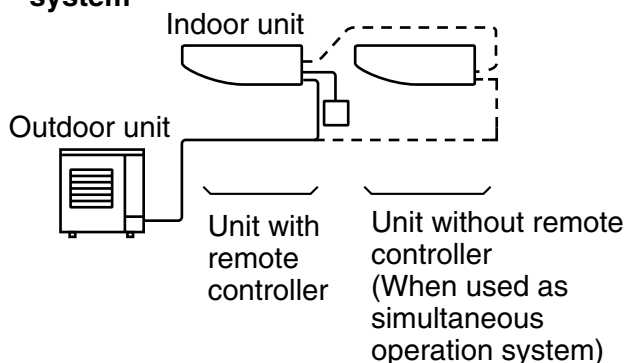 system
Indoor unit
Outdoor unit
Unit with
remote
controller
Unit without remote
controller
(When used as
simultaneous
operation system)